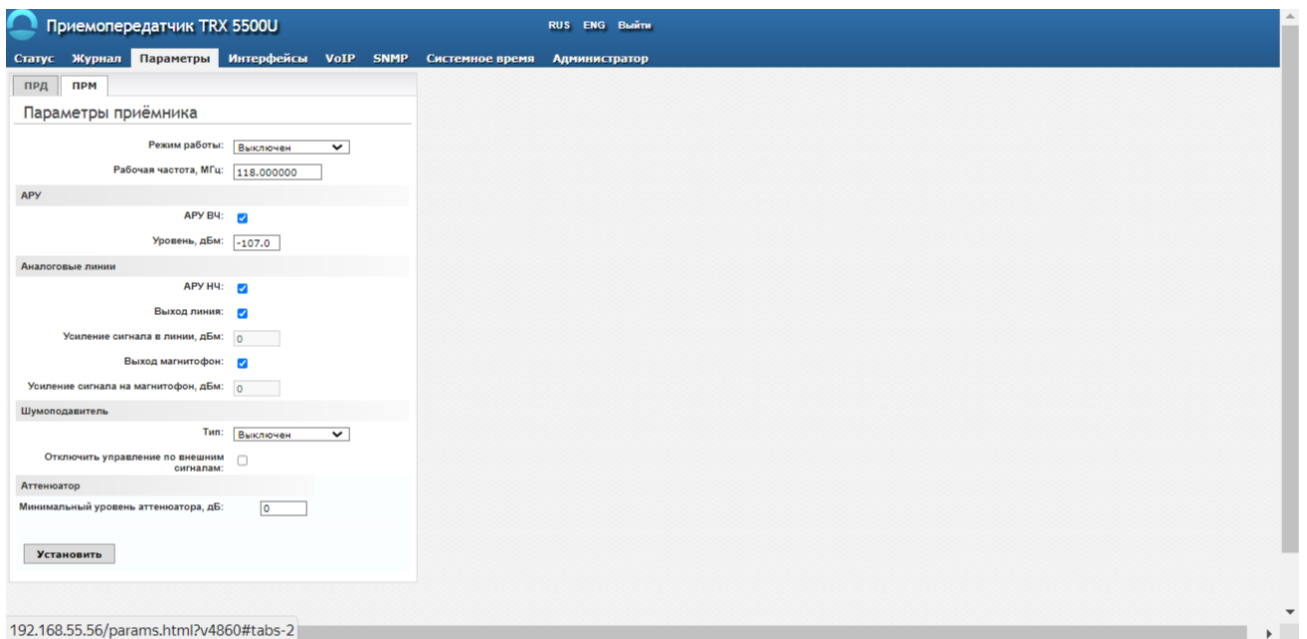 Приемопередатчик TRX 5500U
RUS ENG Выйти
Статус Журнал Параметры Интерфейсы VoIP SNMP Системное время Администратор
ПРД ПРМ
Параметры приёмника
Режим работы: Выключен
Рабочая частота, МГц: 118.000000
АРУ
АРУ ВЧ:
Уровень, дБм: -107.0
Аналоговые линии
АРУ НЧ:
Выход линия:
Усиление сигнала в линии, дБм: 0
Выход магнитофон:
Усиление сигнала на магнитофон, дБм: 0
Шумоподавитель
Тип: Выключен
Отключить управление по внешним
сигналам:
Аттенюатор
Минимальный уровень аттенюатора, дБ: 0
Установить
192.168.55.56/params.html?v4860#tabs-2